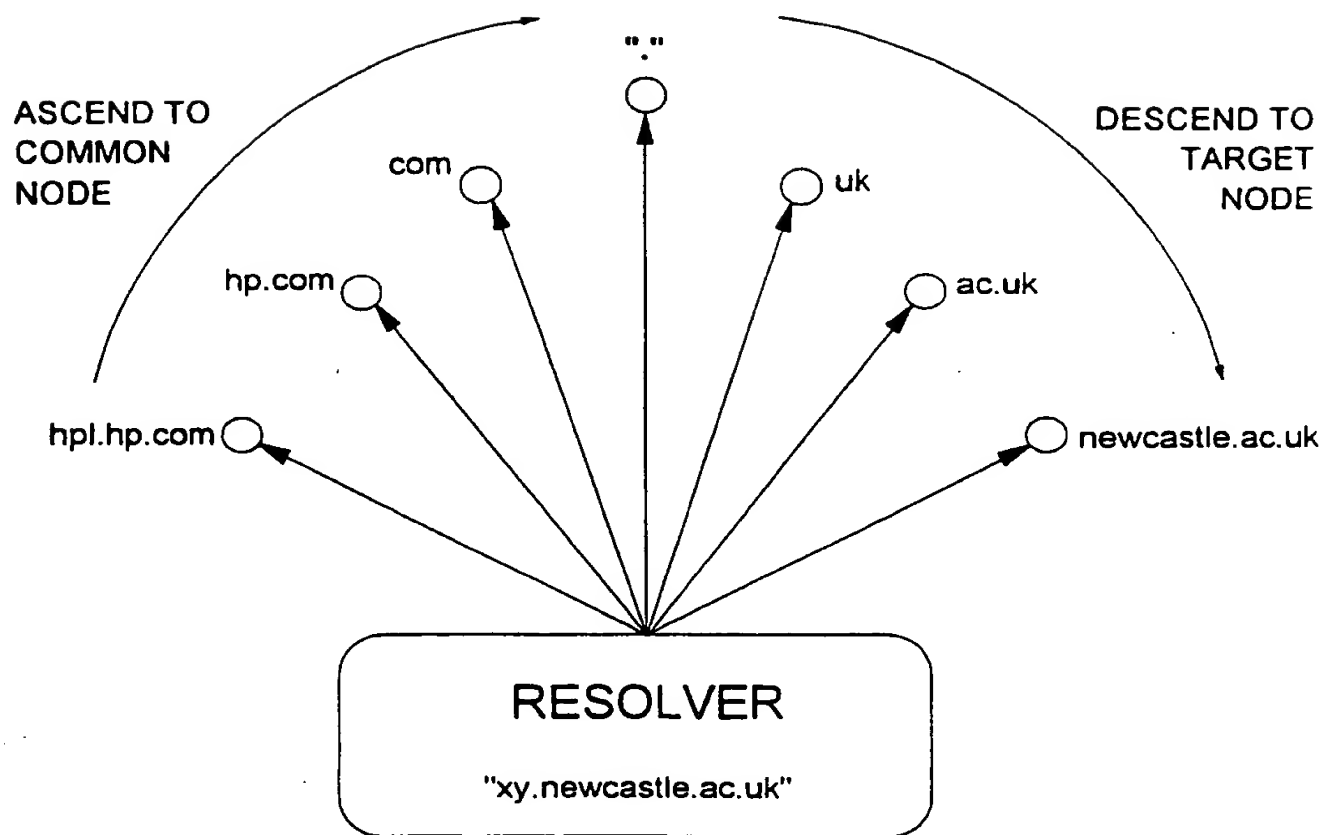 "."
ASCEND TO
COMMON
NODE
DESCEND TO
TARGET
NODE
com
uk
hp.com
ac.uk
hpl.hp.com
newcastle.ac.uk
RESOLVER
"xy.newcastle.ac.uk"